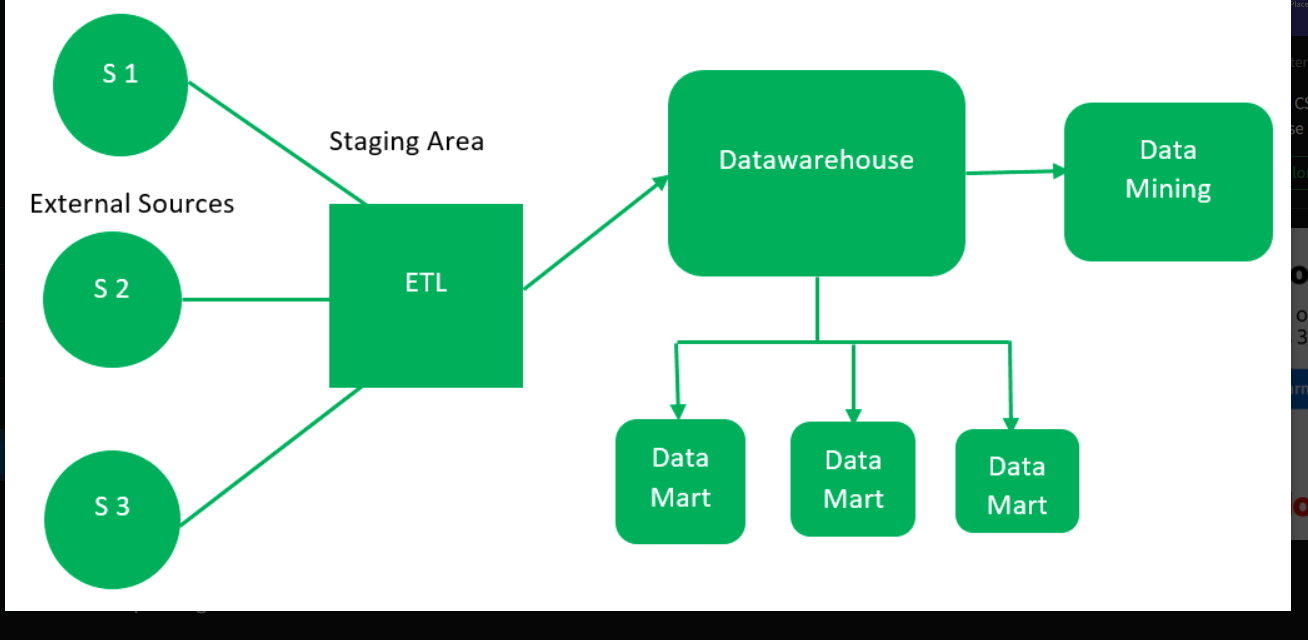 S 1
Staging Area
External Sources
S 2
ETL
S 3
Datawarehouse
Data
Mining
Data
Mart
Data
Mart
Data
Mart